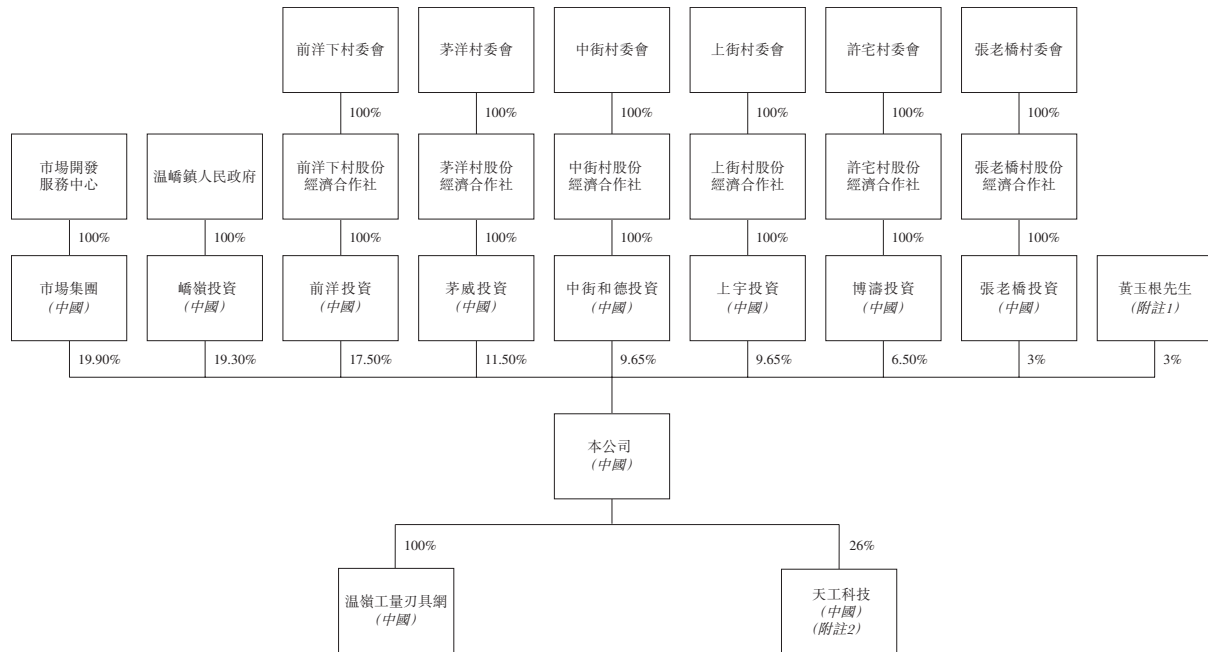 前洋下村委會
茅洋村委會
中街村委會
上街村委會
許宅村委會
張老橋村委會
100%
100%
100%
100%
100%
100%
市場開發
服務中心
温嶠鎮人民政府
前洋下村股份
經濟合作社
茅洋村股份
經濟合作社
中街村股份
經濟合作社
上街村股份
經濟合作社
許宅村股份
經濟合作社
張老橋村股份
經濟合作社
100%
100%
100%
100%
100%
100%
100%
100%
市場集團
(中國)
嶠嶺投資
(中國)
前洋投資
(中國)
茅威投資
(中國)
中街和德投資
(中國)
上宇投資
(中國)
博濤投資
(中國)
張老橋投資
(中國)
黃玉根先生
(附註1)
19.90%
19.30%
17.50%
11.50%
9.65%
9.65%
6.50%
3%
3%
本公司
(中國)
100%
26%
温嶺工量刃具網
(中國)
天工科技
(中國)
(附註2)